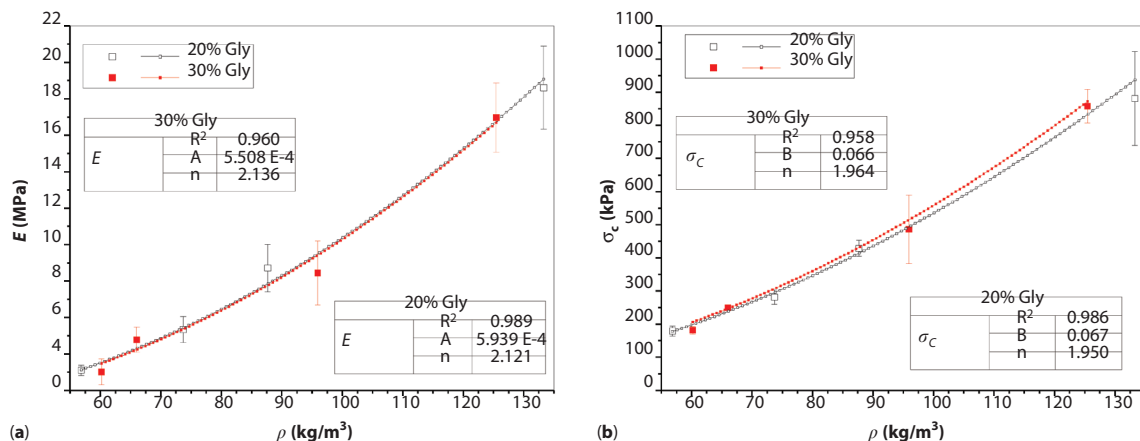 22
20
18
16
14
12
10
8
6
4
2
0
E (MPa)
20% Gly
30% Gly
30% Gly
E
R² 0.960
A 5.508 E-4
n 2.136
20% Gly
E
R² 0.989
A 5.939 E-4
n 2.121
60 70 80 90 100 110 120 130
(a)
ρ (kg/m³)
1100
1000
900
800
700
600
500
400
300
200
100
0
σc (kPa)
20% Gly
30% Gly
30% Gly
σC
R² 0.958
B 0.066
n 1.964
20% Gly
σC
R² 0.986
B 0.067
n 1.950
60 70 80 90 100 110 120 130
(b)
ρ (kg/m³)